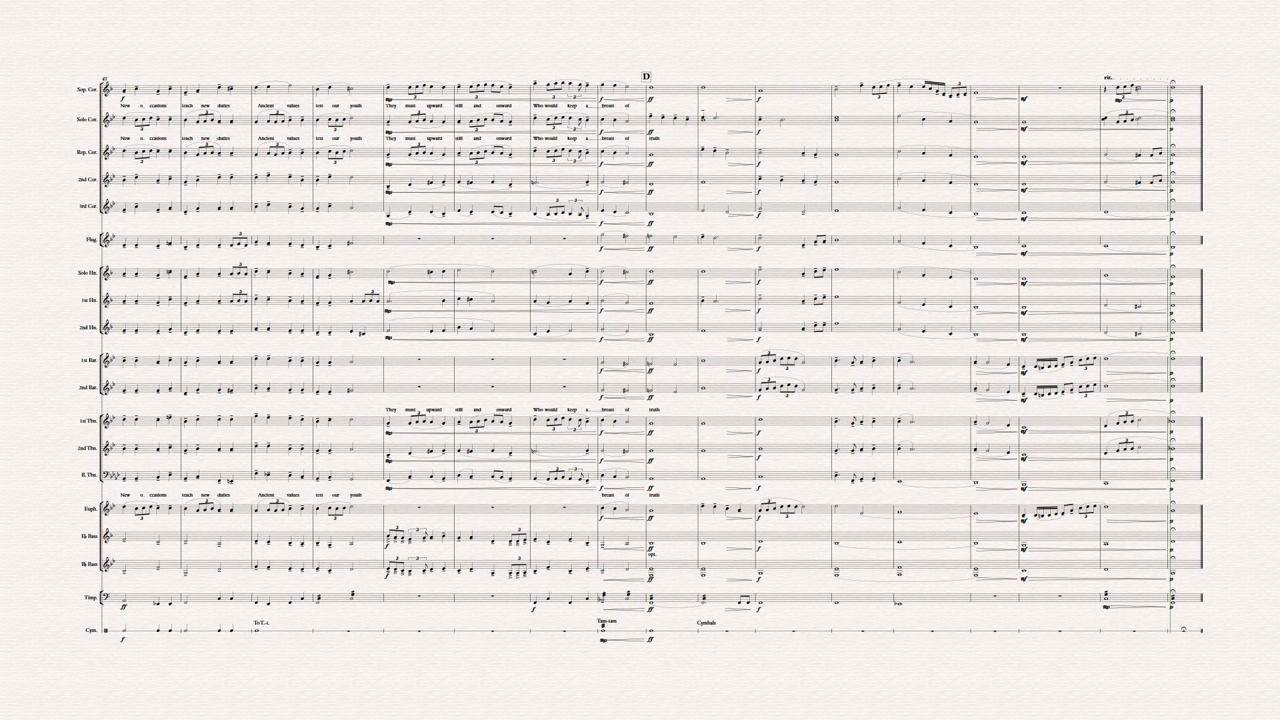 D
rit.
Sop. Cor.
Now o. ccasions teach new duties Ancient values test our youth They must upward still and onward Who would keep a breast of
Solo Cor.
Now o. ccasions teach new duties Ancient values test our youth They must upward still and onward Who would keep a breast of truth
Rep. Cor.
2nd Cor.
3rd Cor.
Flug.
Solo Hn.
1st Hn.
2nd Hn.
1st Bar.
2nd Bar.
They must upward still and onward Who would keep a breast of truth
1st Tbn.
2nd Tbn.
B. Tbn.
Now o. ccasions teach new duties Ancient values test our youth breast of truth
Euph.
E♭ Bass
opt.
B♭ Bass
Timp.
To T.-t. Tam-tam Cymbals
Cym.